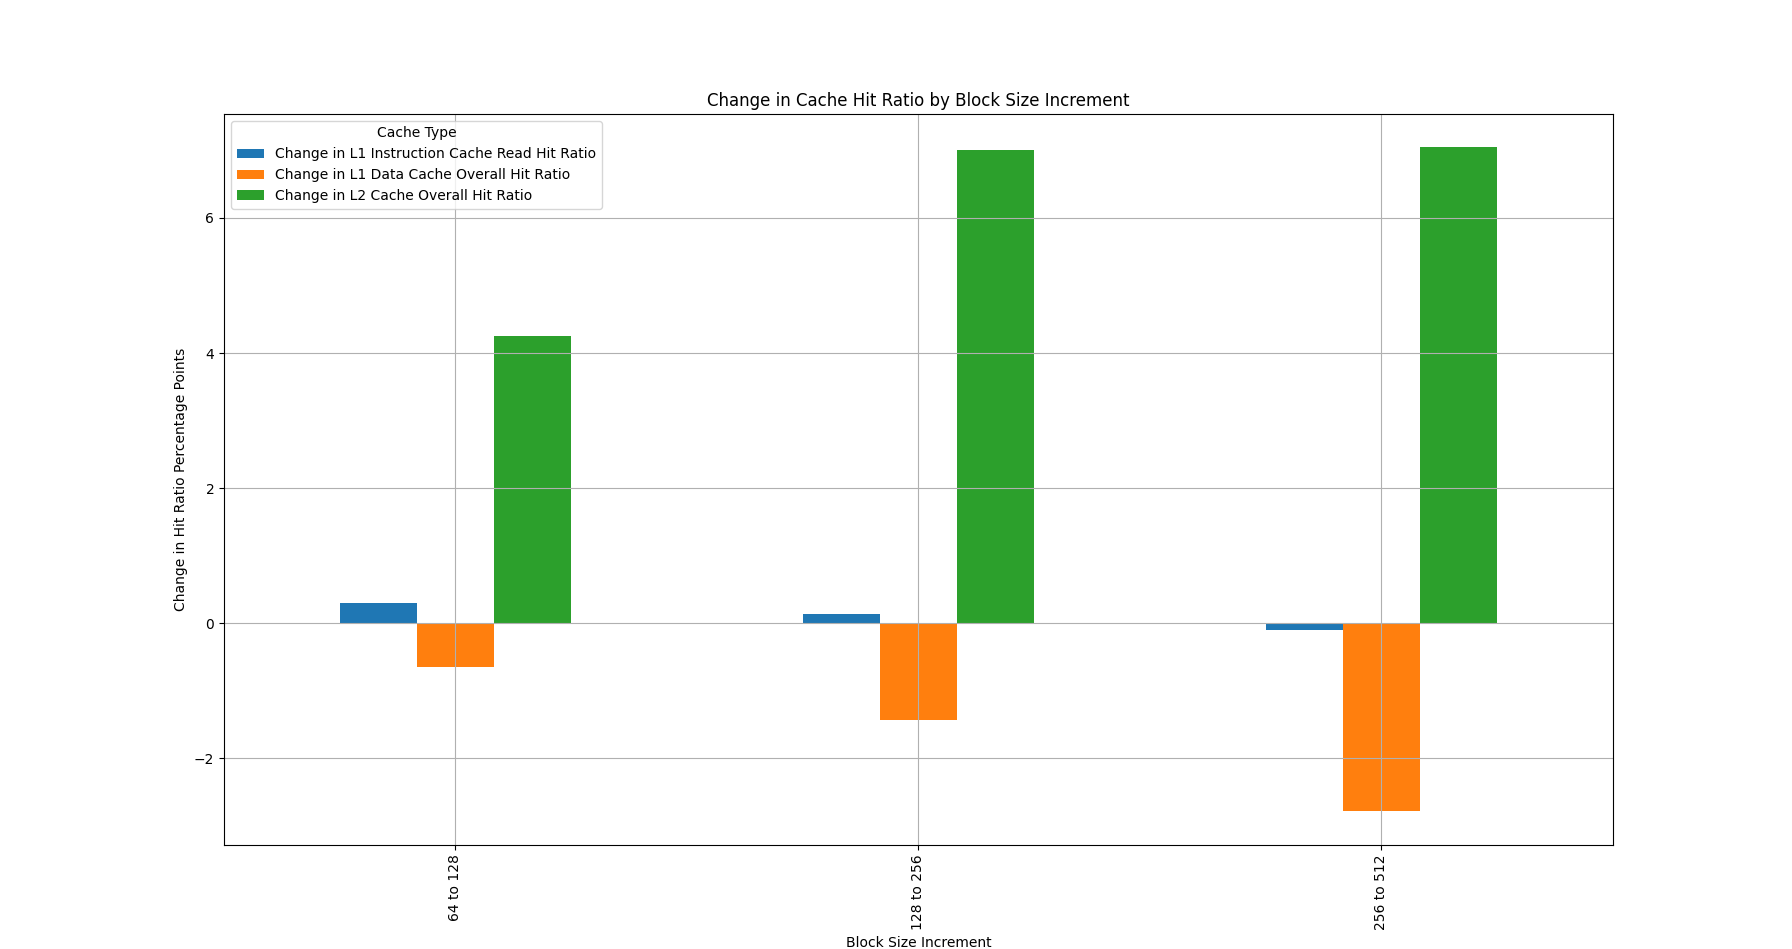 Change in Cache Hit Ratio by Block Size Increment
Cache Type
Change in L1 Instruction Cache Read Hit Ratio
Change in L1 Data Cache Overall Hit Ratio
Change in L2 Cache Overall Hit Ratio
Change in Hit Ratio Percentage Points
6
4
2
0
−2
64 to 128
128 to 256
256 to 512
Block Size Increment